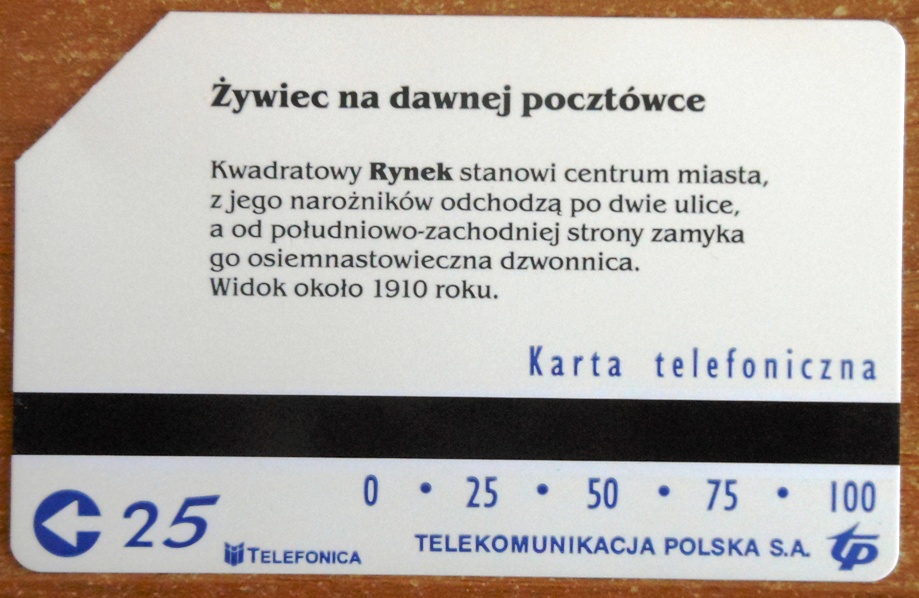 Żywiec na dawnej pocztówce
Kwadratowy Rynek stanowi centrum miasta,
z jego narożników odchodzą po dwie ulice,
a od południowo-zachodniej strony zamyka
go osiemnastowieczna dzwonnica.
Widok około 1910 roku.
Karta telefoniczna
0 • 25 • 50 • 75 • 100
25
TELEFONICA
TELEKOMUNIKACJA POLSKA S.A. tp